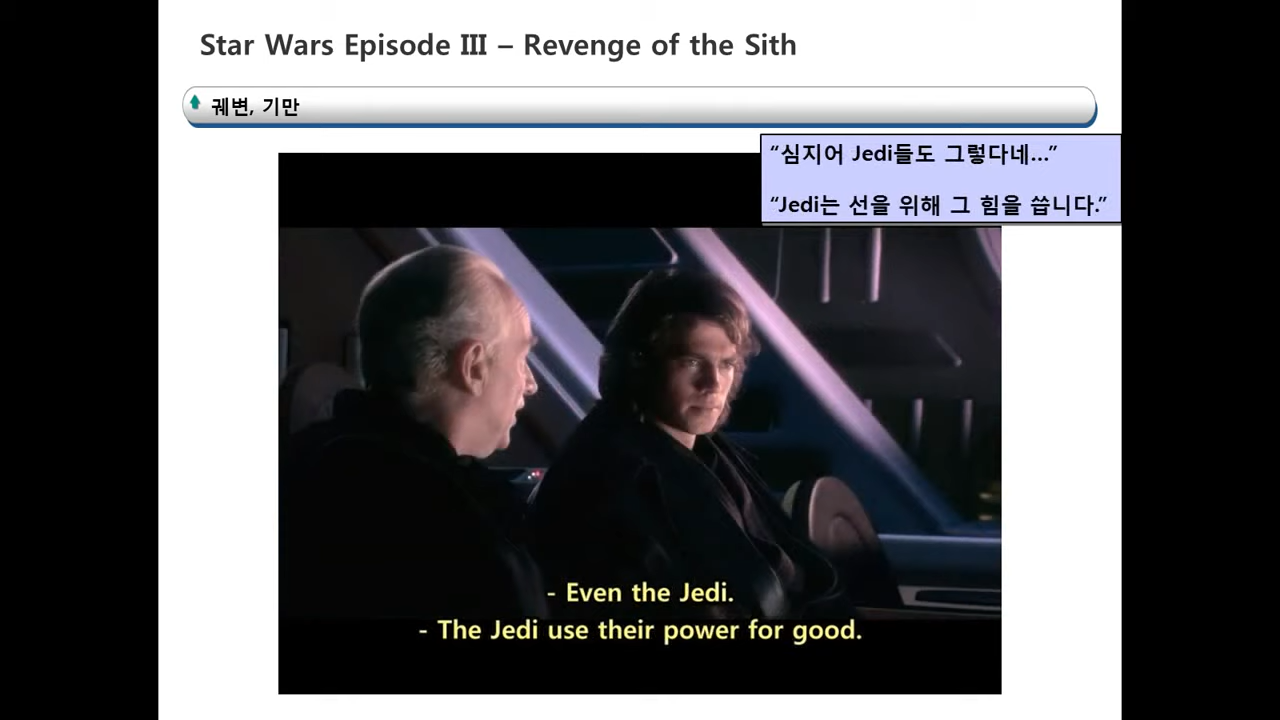 Star Wars Episode III – Revenge of the Sith
궤변, 기만
“심지어 Jedi들도 그렇다네...”
“Jedi는 선을 위해 그 힘을 씁니다.”
- Even the Jedi.
- The Jedi use their power for good.